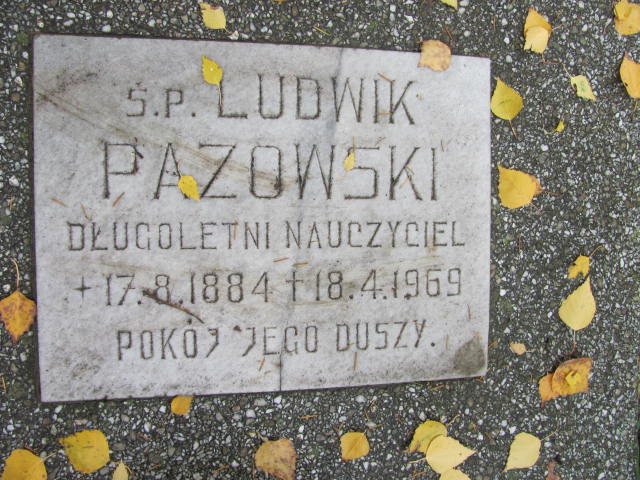 Ś.P. LUDWIK
PAZOWSKI
DŁUGOLETNI NAUCZYCIEL
+ 17.8.1884 † 18.4.1969
POKÓJ JEGO DUSZY.